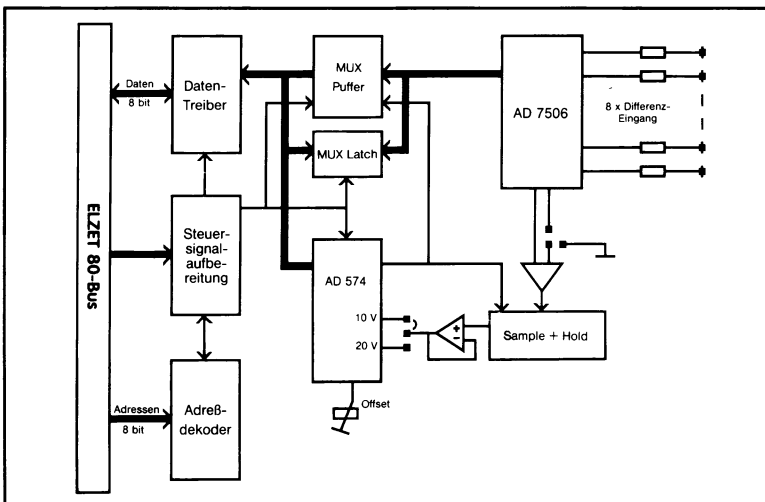 ELZET 80-Bus
Daten
8 bit
Daten-
Treiber
MUX
Puffer
AD 7506
8 x Differenz-
Eingang
MUX Latch
Steuer-
signal-
aufbe-
reitung
AD 574
10 V
20 V
+
−
Sample + Hold
Offset
Adressen
8 bit
Adreß-
dekoder